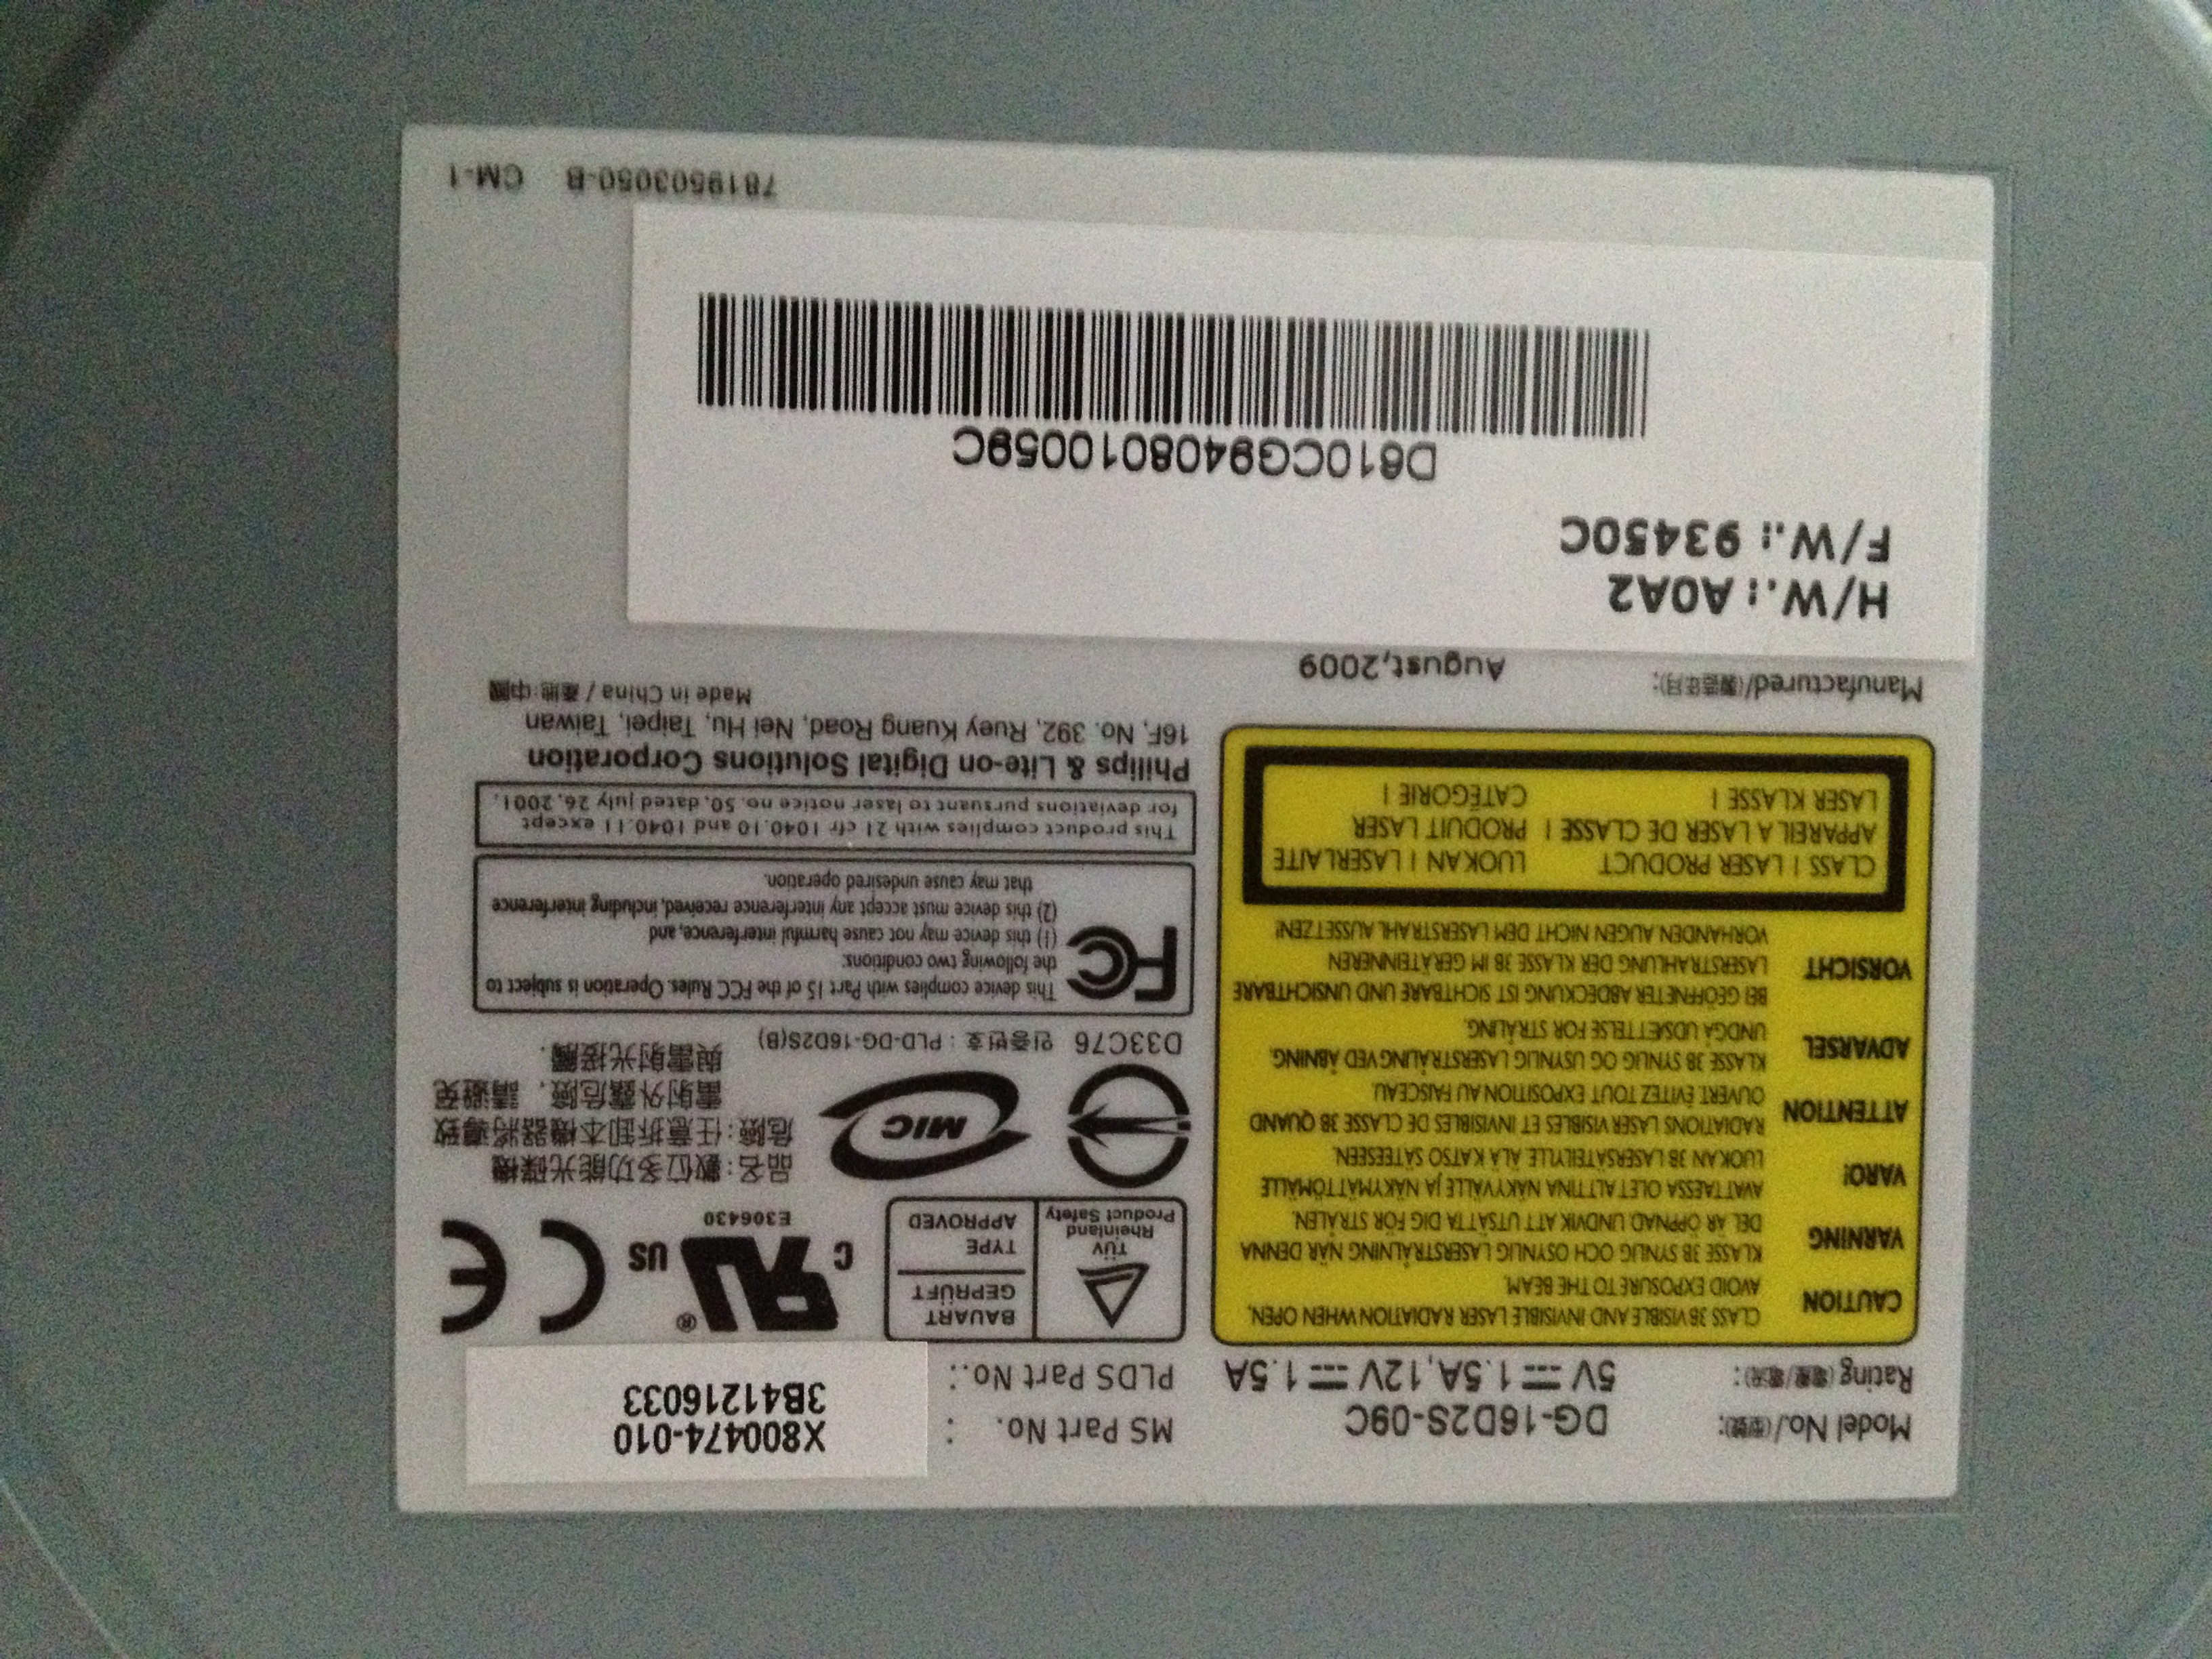 Model No./(型號): DG-16D2S-09C
Rating (電壓/電流): 5V ⎓ 1.5A, 12V ⎓ 1.5A
MS Part No. : X800474-010
PLDS Part No.: 3B41216033
CAUTION CLASS 3B VISIBLE AND INVISIBLE LASER RADIATION WHEN OPEN,
AVOID EXPOSURE TO THE BEAM.
VARNING KLASSE 3B SYNLIG OCH OSYNLIG LASERSTRÅLNING NÄR DENNA
DEL ÄR ÖPPNAD. UNDVIK ATT UTSÄTTA DIG FÖR STRÅLEN.
VARO! AVATTAESSA OLET ALTTINA NÄKYVÄLLE JA NÄKYMÄTTÖMÄLLE
LUOKAN 3B LASERSÄTEILYLLE ÄLÄ KATSO SÄTEESEEN.
ATTENTION RADIATIONS LASER VISIBLES ET INVISIBLES DE CLASSE 3B QUAND
OUVERT. ÉVITEZ TOUT EXPOSITION AU FAISCEAU.
ADVARSEL KLASSE 3B SYNLIG OG USYNLIG LASERSTRÅLING VED ÅBNING.
UNDGÅ UDSÆTTELSE FOR STRÅLING.
VORSICHT BEI GEÖFFNETER ABDECKUNG IST SICHTBARE UND UNSICHTBARE
LASERSTRAHLUNG DER KLASSE 3B IM GERÄTEINNEREN
VORHANDEN AUGEN NICHT DEM LASERSTRAHL AUSSETZEN!
CLASS 1 LASER PRODUCT LUOKAN 1 LASERLAITE
APPAREIL A LASER DE CLASSE 1 PRODUIT LASER
LASER KLASSE 1 CATÉGORIE 1
TÜV
Rheinland
Product Safety
BAUART
GEPRÜFT
TYPE
APPROVED
C ® US
E306430
CE
MIC
品名:數位多功能光碟機
危險:任意拆卸本機器將導致
雷射外露危險,請避免
與雷射光接觸.
D33C76 인증번호 : PLD-DG-16D2S(B)
FC
This device complies with Part 15 of the FCC Rules. Operation is subject to
the following two conditions:
(1) this device may not cause harmful interference, and
(2) this device must accept any interference received, including interference
that may cause undesired operation.
This product complies with 21 cfr 1040.10 and 1040.11 except
for deviations pursuant to laser notice no. 50, dated july 26, 2001.
Philips & Lite-on Digital Solutions Corporation
16F, No. 392, Ruey Kuang Road, Nei Hu, Taipei, Taiwan
Made in China / 產地:中國
Manufactured/(製造年月): August,2009
H/W.: A0A2
F/W.: 93450C
D610CG9408010059C
7819503050-B CM-1